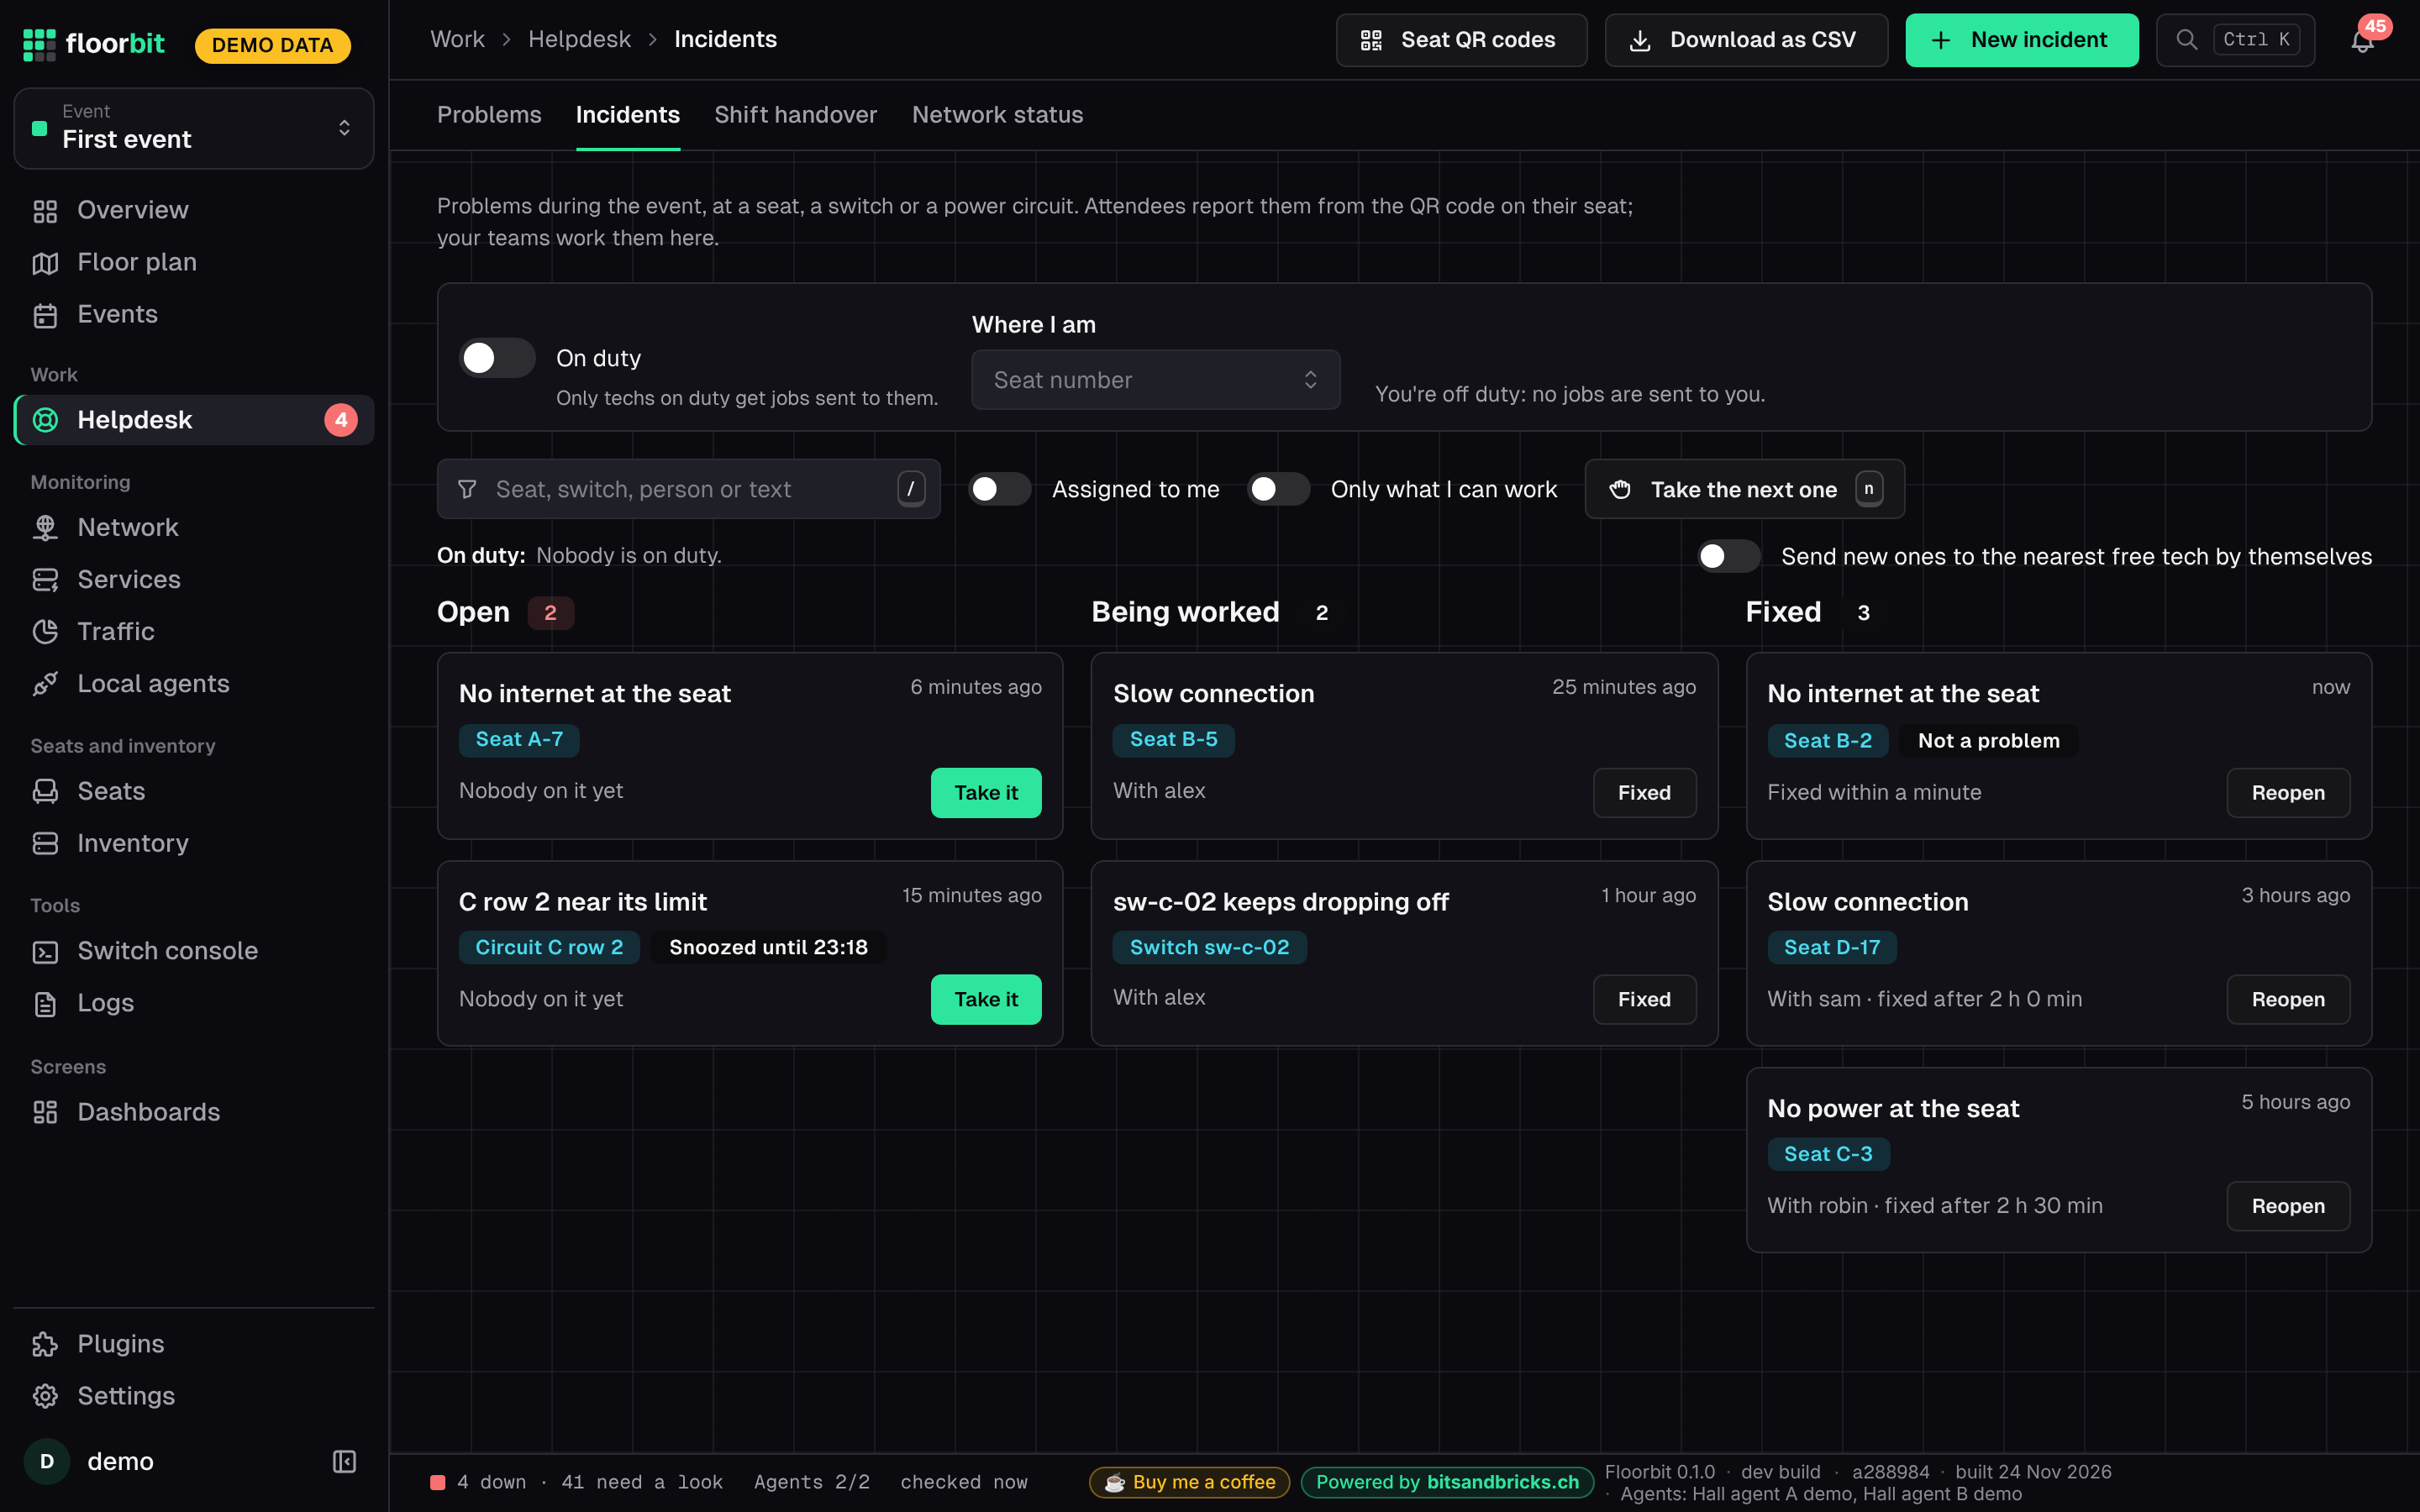 floorbit
DEMO DATA
Event
First event
Overview
Floor plan
Events
Work
Helpdesk
4
Monitoring
Network
Services
Traffic
Local agents
Seats and inventory
Seats
Inventory
Tools
Switch console
Logs
Screens
Dashboards
Plugins
Settings
D
demo
Work > Helpdesk > Incidents
Seat QR codes
Download as CSV
+ New incident
Ctrl K
45
Problems
Incidents
Shift handover
Network status
Problems during the event, at a seat, a switch or a power circuit. Attendees report them from the QR code on their seat;
your teams work them here.
On duty
Only techs on duty get jobs sent to them.
Where I am
Seat number
You're off duty: no jobs are sent to you.
Seat, switch, person or text
/
Assigned to me
Only what I can work
Take the next one
n
On duty: Nobody is on duty.
Send new ones to the nearest free tech by themselves
Open 2
No internet at the seat
6 minutes ago
Seat A-7
Nobody on it yet
Take it
C row 2 near its limit
15 minutes ago
Circuit C row 2
Snoozed until 23:18
Nobody on it yet
Take it
Being worked 2
Slow connection
25 minutes ago
Seat B-5
With alex
Fixed
sw-c-02 keeps dropping off
1 hour ago
Switch sw-c-02
With alex
Fixed
Fixed 3
No internet at the seat
now
Seat B-2
Not a problem
Fixed within a minute
Reopen
Slow connection
3 hours ago
Seat D-17
With sam · fixed after 2 h 0 min
Reopen
No power at the seat
5 hours ago
Seat C-3
With robin · fixed after 2 h 30 min
Reopen
4 down · 41 need a look
Agents 2/2
checked now
☕ Buy me a coffee
Powered by bitsandbricks.ch
Floorbit 0.1.0 · dev build · a288984 · built 24 Nov 2026
· Agents: Hall agent A demo, Hall agent B demo